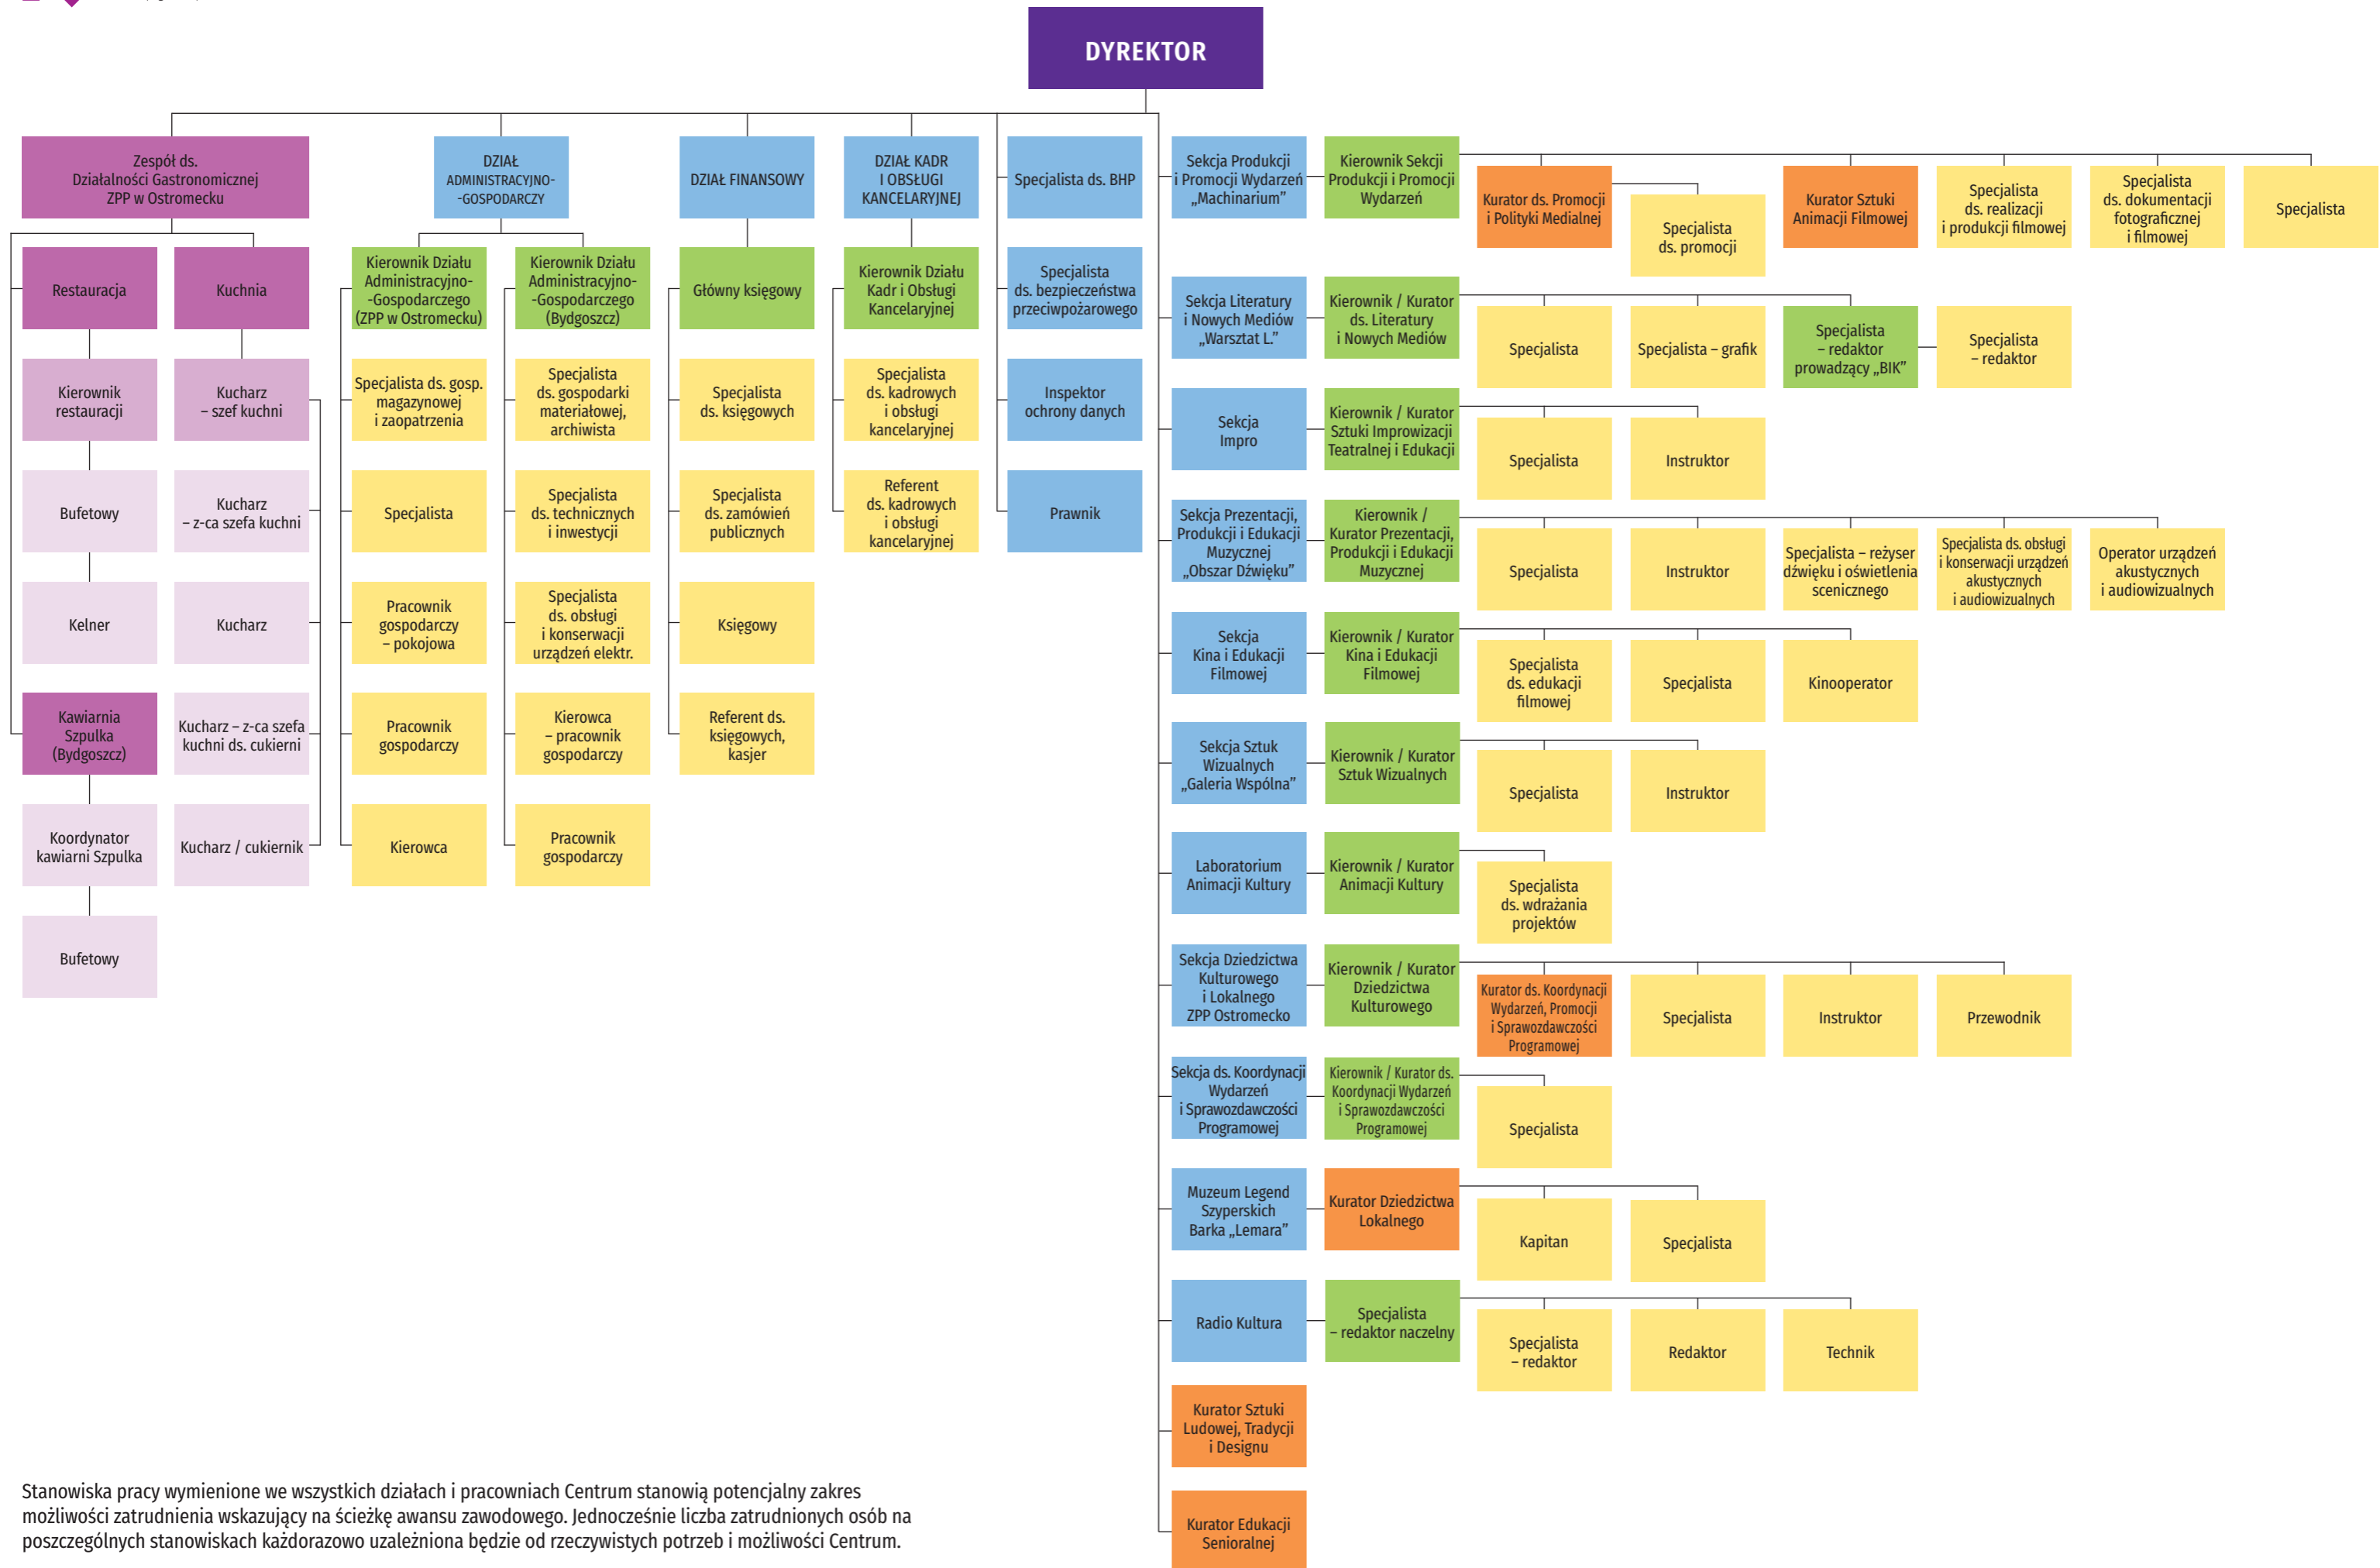 DYREKTOR
Zespół ds.
Działalności Gastronomicznej
ZPP w Ostromecku
Restauracja
Kierownik
restauracji
Bufetowy
Kelner
Kawiarnia
Szpulka
(Bydgoszcz)
Koordynator
kawiarni Szpulka
Bufetowy
Kuchnia
Kucharz
– szef kuchni
Kucharz
– z-ca szefa kuchni
Kucharz
Kucharz – z-ca szefa
kuchni ds. cukierni
Kucharz / cukiernik
DZIAŁ
ADMINISTRACYJNO-
-GOSPODARCZY
Kierownik Działu
Administracyjno-
-Gospodarczego
(ZPP w Ostromecku)
Specjalista ds. gosp.
magazynowej
i zaopatrzenia
Specjalista
Pracownik
gospodarczy
– pokojowa
Pracownik
gospodarczy
Kierowca
Kierownik Działu
Administracyjno-
-Gospodarczego
(Bydgoszcz)
Specjalista
ds. gospodarki
materiałowej,
archiwista
Specjalista
ds. technicznych
i inwestycji
Specjalista
ds. obsługi
i konserwacji
urządzeń elektr.
Kierowca
– pracownik
gospodarczy
Pracownik
gospodarczy
DZIAŁ FINANSOWY
Główny księgowy
Specjalista
ds. księgowych
Specjalista
ds. zamówień
publicznych
Księgowy
Referent ds.
księgowych,
kasjer
DZIAŁ KADR
I OBSŁUGI
KANCELARYJNEJ
Kierownik Działu
Kadr i Obsługi
Kancelaryjnej
Specjalista
ds. kadrowych
i obsługi
kancelaryjnej
Referent
ds. kadrowych
i obsługi
kancelaryjnej
Specjalista ds. BHP
Specjalista
ds. bezpieczeństwa
przeciwpożarowego
Inspektor
ochrony danych
Prawnik
Sekcja Produkcji
i Promocji Wydarzeń
„Machinarium”
Kierownik Sekcji
Produkcji i Promocji
Wydarzeń
Kurator ds. Promocji
i Polityki Medialnej
Specjalista
ds. promocji
Kurator Sztuki
Animacji Filmowej
Specjalista
ds. realizacji
i produkcji filmowej
Specjalista
ds. dokumentacji
fotograficznej
i filmowej
Specjalista
Sekcja Literatury
i Nowych Mediów
„Warsztat L.”
Kierownik / Kurator
ds. Literatury
i Nowych Mediów
Specjalista
Specjalista – grafik
Specjalista
– redaktor
prowadzący „BIK”
Specjalista
– redaktor
Sekcja
Impro
Kierownik / Kurator
Sztuki Improwizacji
Teatralnej i Edukacji
Specjalista
Instruktor
Sekcja Prezentacji,
Produkcji i Edukacji
Muzycznej
„Obszar Dźwięku”
Kierownik /
Kurator Prezentacji,
Produkcji i Edukacji
Muzycznej
Specjalista
Instruktor
Specjalista – reżyser
dźwięku i oświetlenia
scenicznego
Specjalista ds. obsługi
i konserwacji urządzeń
akustycznych
i audiowizualnych
Operator urządzeń
akustycznych
i audiowizualnych
Sekcja
Kina i Edukacji
Filmowej
Kierownik / Kurator
Kina i Edukacji
Filmowej
Specjalista
ds. edukacji
filmowej
Specjalista
Kinooperator
Sekcja Sztuk
Wizualnych
„Galeria Wspólna”
Kierownik / Kurator
Sztuk Wizualnych
Specjalista
Instruktor
Laboratorium
Animacji Kultury
Kierownik / Kurator
Animacji Kultury
Specjalista
ds. wdrażania
projektów
Sekcja Dziedzictwa
Kulturowego
i Lokalnego
ZPP Ostromecko
Kierownik / Kurator
Dziedzictwa
Kulturowego
Kurator ds. Koordynacji
Wydarzeń, Promocji
i Sprawozdawczości
Programowej
Specjalista
Instruktor
Przewodnik
Sekcja ds. Koordynacji
Wydarzeń
i Sprawozdawczości
Programowej
Kierownik / Kurator ds.
Koordynacji Wydarzeń
i Sprawozdawczości
Programowej
Specjalista
Muzeum Legend
Szyperskich
Barka „Lemara”
Kurator Dziedzictwa
Lokalnego
Kapitan
Specjalista
Radio Kultura
Specjalista
– redaktor naczelny
Specjalista
– redaktor
Redaktor
Technik
Kurator Sztuki
Ludowej, Tradycji
i Designu
Kurator Edukacji
Senioralnej
Stanowiska pracy wymienione we wszystkich działach i pracowniach Centrum stanowią potencjalny zakres
możliwości zatrudnienia wskazujący na ścieżkę awansu zawodowego. Jednocześnie liczba zatrudnionych osób na
poszczególnych stanowiskach każdorazowo uzależniona będzie od rzeczywistych potrzeb i możliwości Centrum.